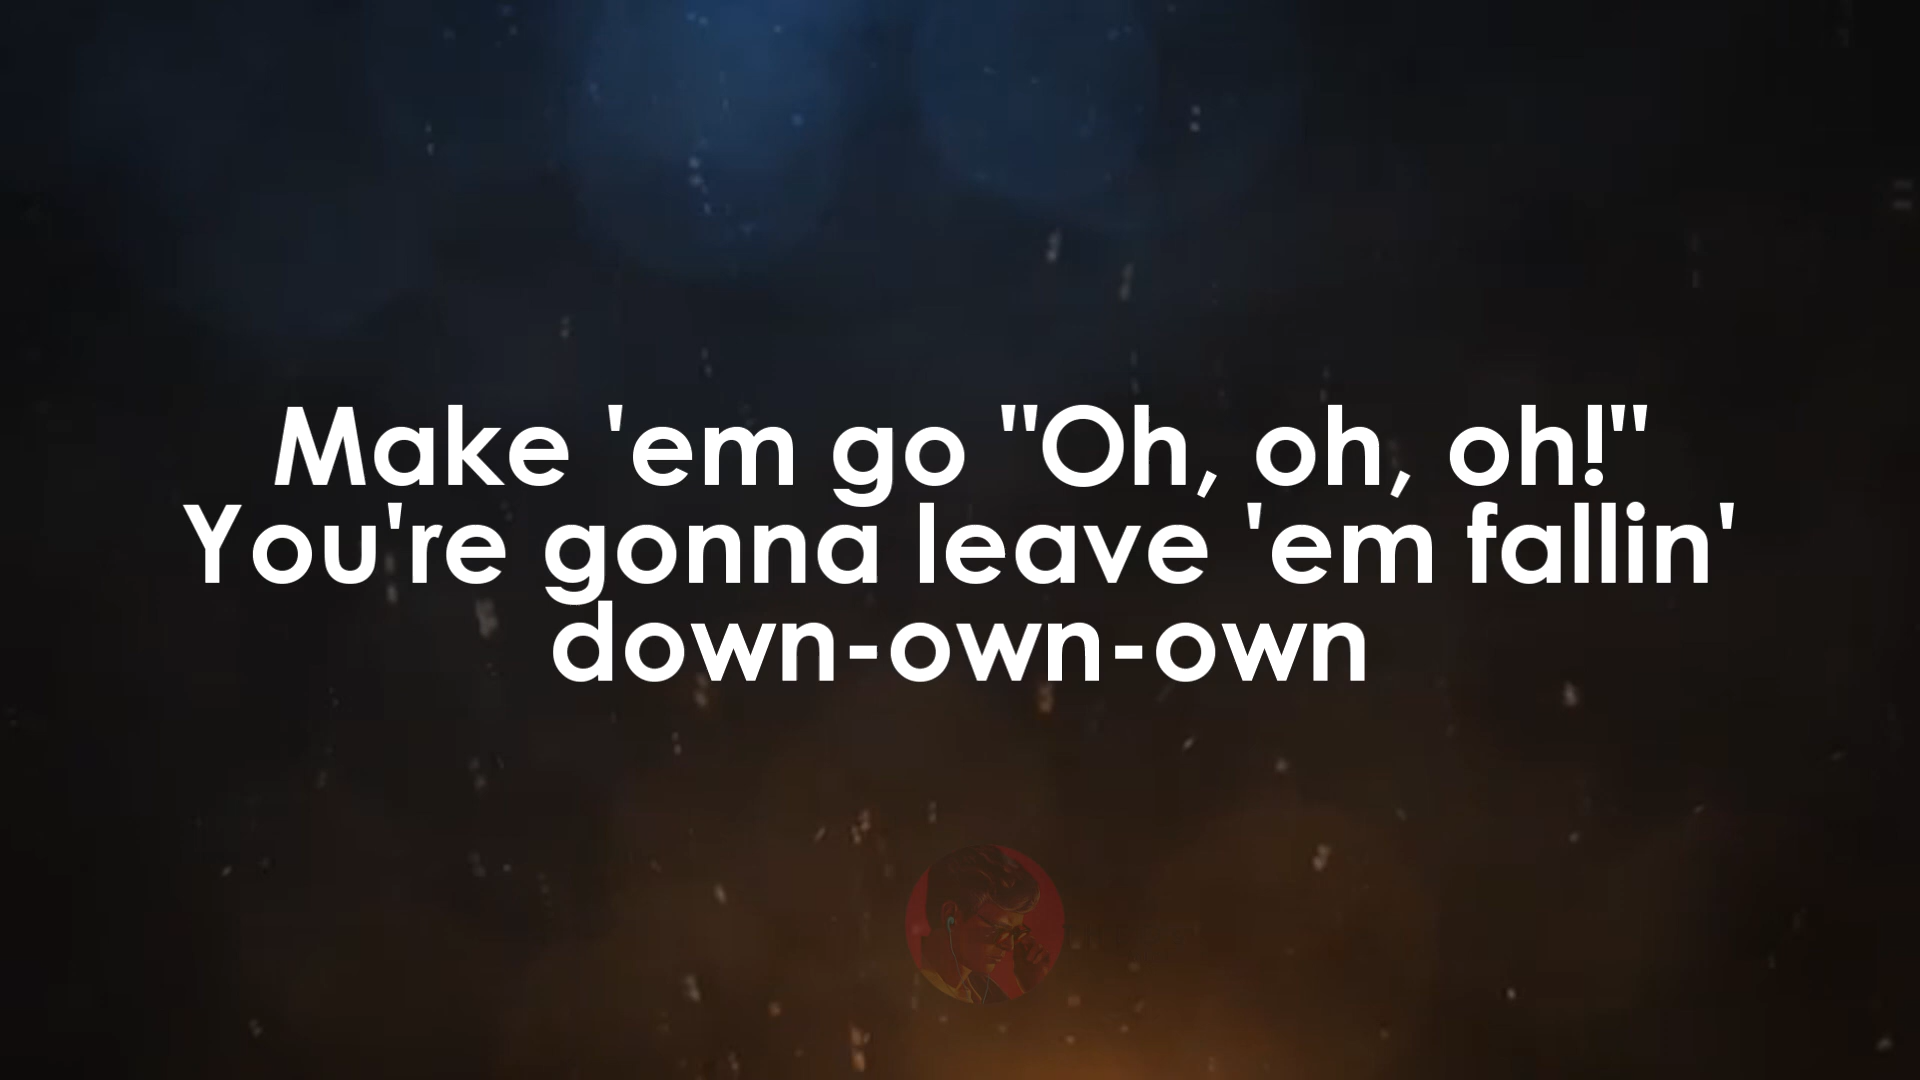 Make 'em go "Oh, oh, oh!"
You're gonna leave 'em fallin'
down-own-own